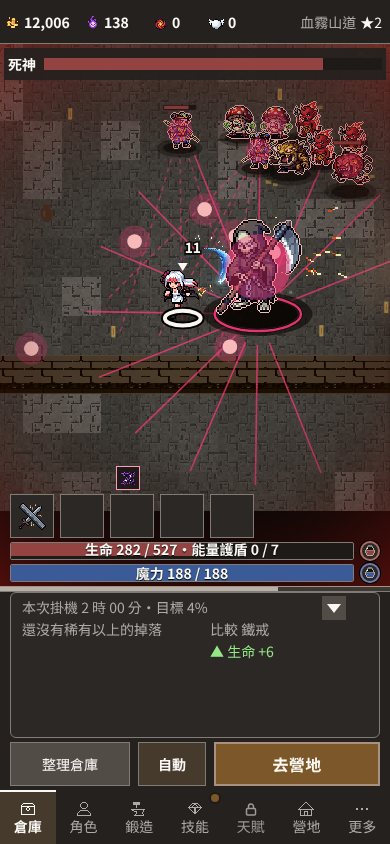 12,006 138 0 0 血霧山道 ★2
死神
11
生命 282 / 527・能量護盾 0 / 7
魔力 188 / 188
本次掛機 2 時 00 分・目標 4%
還沒有稀有以上的掉落
比較 鐵戒
▲ 生命 +6
整理倉庫 自動 去營地
倉庫 角色 鍛造 技能 天賦 營地 更多